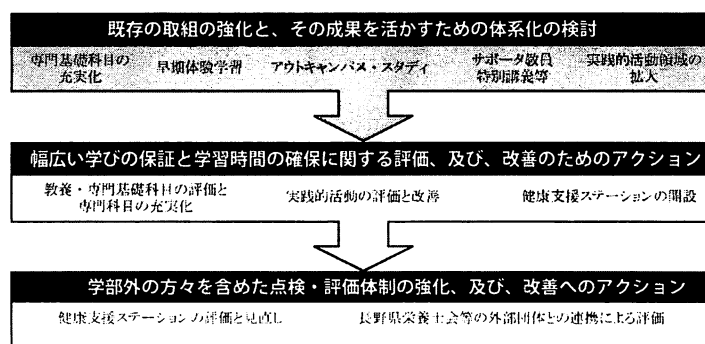 既存の取組の強化と、その成果を活かすための体系化の検討
専門基礎科目の
充実化
早期体験学習
アウトキャンパス・スタディ
サポータ教員
特別講義等
実践的活動領域の
拡大
幅広い学びの保証と学習時間の確保に関する評価、及び、改善のためのアクション
教養・専門基礎科目の評価と
専門科目の充実化
実践的活動の評価と改善
健康支援ステーションの開設
学部外の方々を含めた点検・評価体制の強化、及び、改善へのアクション
健康支援ステーションの評価と見直し
長野県栄養士会等の外部団体との連携による評価